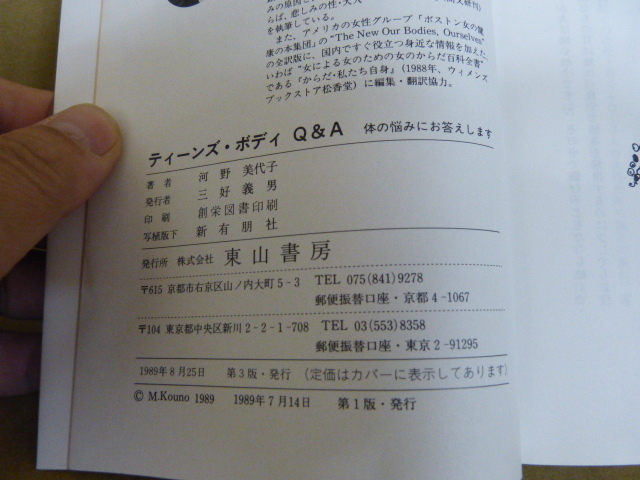 を執筆している。
また、アメリカの女性グループ「ボストン女の健
康の本集団」の"The New Our Bodies, Ourselves"
の全訳版に、国内ですぐ役立つ身近な情報を加えた、
いわば"女による女のための女のからだ百科全書"
である『からだ・私たち自身』(1988年、ウィメンズ
ブックストア松香堂)に編集・翻訳協力。
ティーンズ・ボディ Q&A 体の悩みにお答えします
著者 河野美代子
発行者 三好義男
印刷 創栄図書印刷
写植版下 新有朋社
発行所 株式会社 東山書房
〒615 京都市右京区山ノ内大町5-3 TEL 075(841)9278
郵便振替口座・京都4-1067
〒104 東京都中央区新川2-2-1-708 TEL 03(553)8358
郵便振替口座・東京2-91295
1989年8月25日 第3版・発行 (定価はカバーに表示してあります)
© M.Kouno 1989 1989年7月14日 第1版・発行